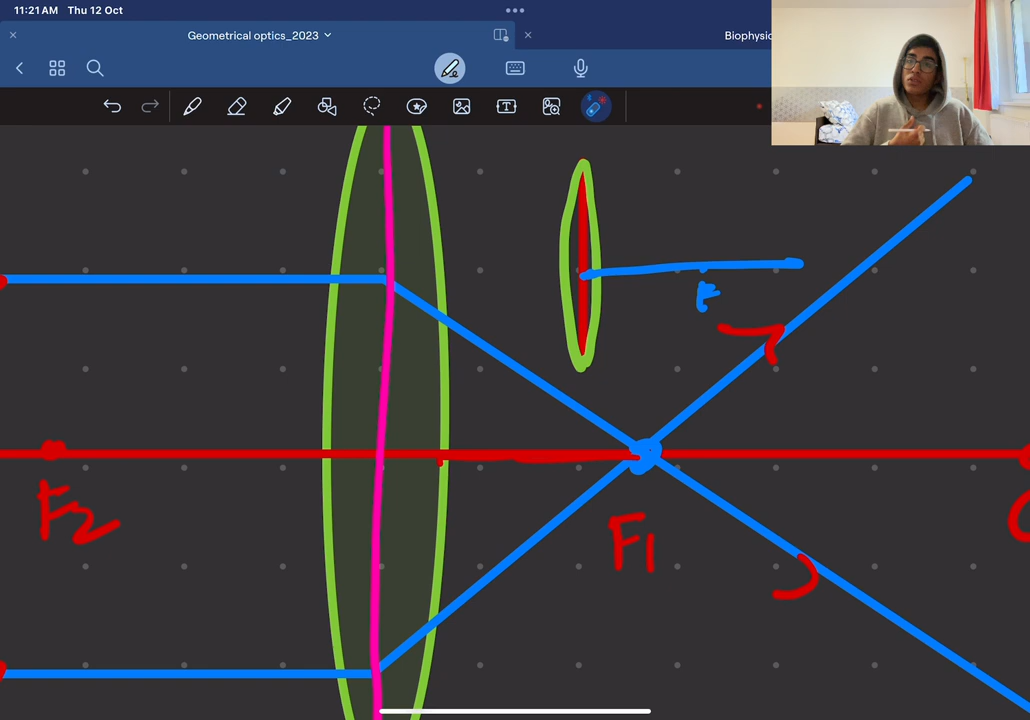 11:21 AM Thu 12 Oct
Geometrical optics_2023
Biophysic
F
F2
F1